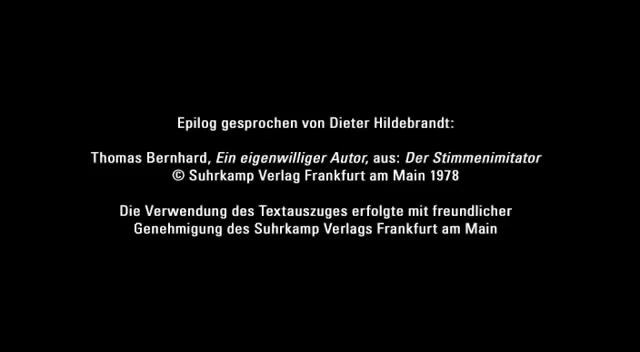 Epilog gesprochen von Dieter Hildebrandt:
Thomas Bernhard, Ein eigenwilliger Autor, aus: Der Stimmenimitator
© Suhrkamp Verlag Frankfurt am Main 1978
Die Verwendung des Textauszuges erfolgte mit freundlicher
Genehmigung des Suhrkamp Verlags Frankfurt am Main